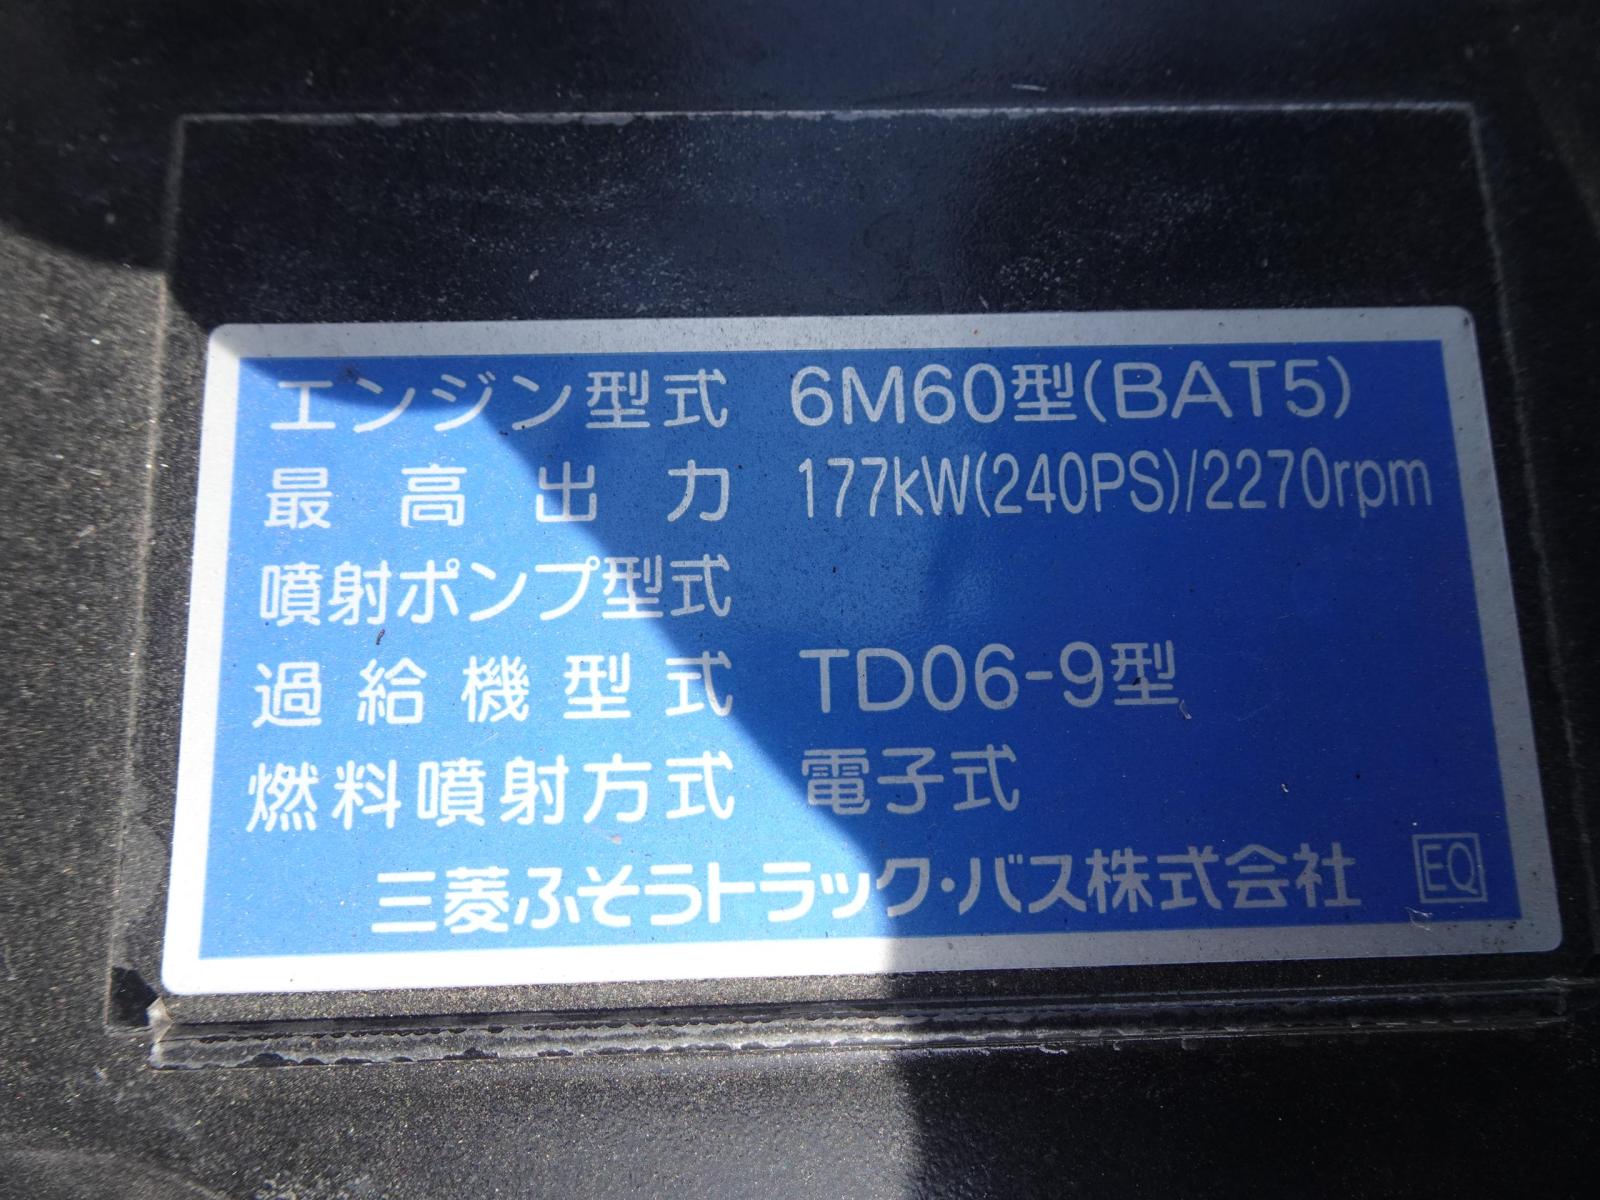 エンジン型式 6M60型(BAT5)
最高出力 177kW(240PS)/2270rpm
噴射ポンプ型式
過給機型式 TD06-9型
燃料噴射方式 電子式
三菱ふそうトラック・バス株式会社 EQ